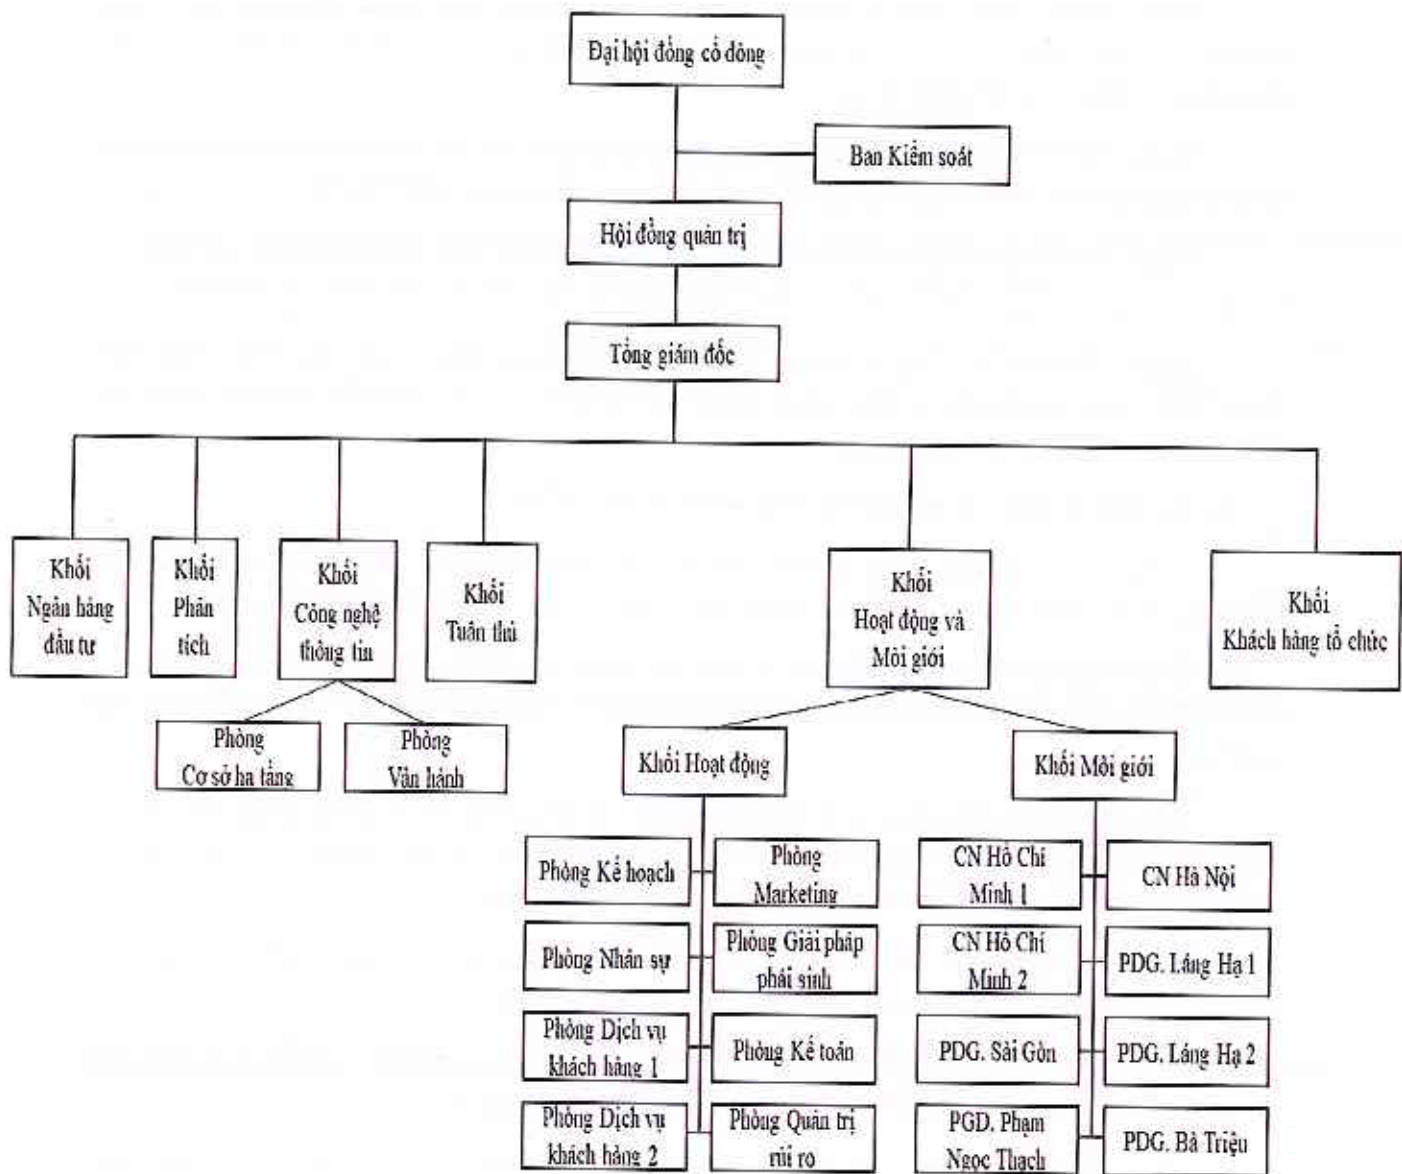 Đại hội đồng cổ đông
Ban Kiểm soát
Hội đồng quản trị
Tổng giám đốc
Khối
Ngân hàng
đầu tư
Khối
Phân
tích
Khối
Công nghệ
thông tin
Khối
Tuân thủ
Khối
Hoạt động và
Môi giới
Khối
Khách hàng tổ chức
Phòng
Cơ sở hạ tầng
Phòng
Vận hành
Khối Hoạt động
Khối Môi giới
Phòng Kế hoạch
Phòng
Marketing
CN Hồ Chí
Minh 1
CN Hà Nội
Phòng Nhân sự
Phòng Giải pháp
phái sinh
CN Hồ Chí
Minh 2
PDG. Láng Hạ 1
Phòng Dịch vụ
khách hàng 1
Phòng Kế toán
PDG. Sài Gòn
PDG. Láng Hạ 2
Phòng Dịch vụ
khách hàng 2
Phòng Quản trị
rủi ro
PGD. Phạm
Ngọc Thạch
PDG. Bà Triệu